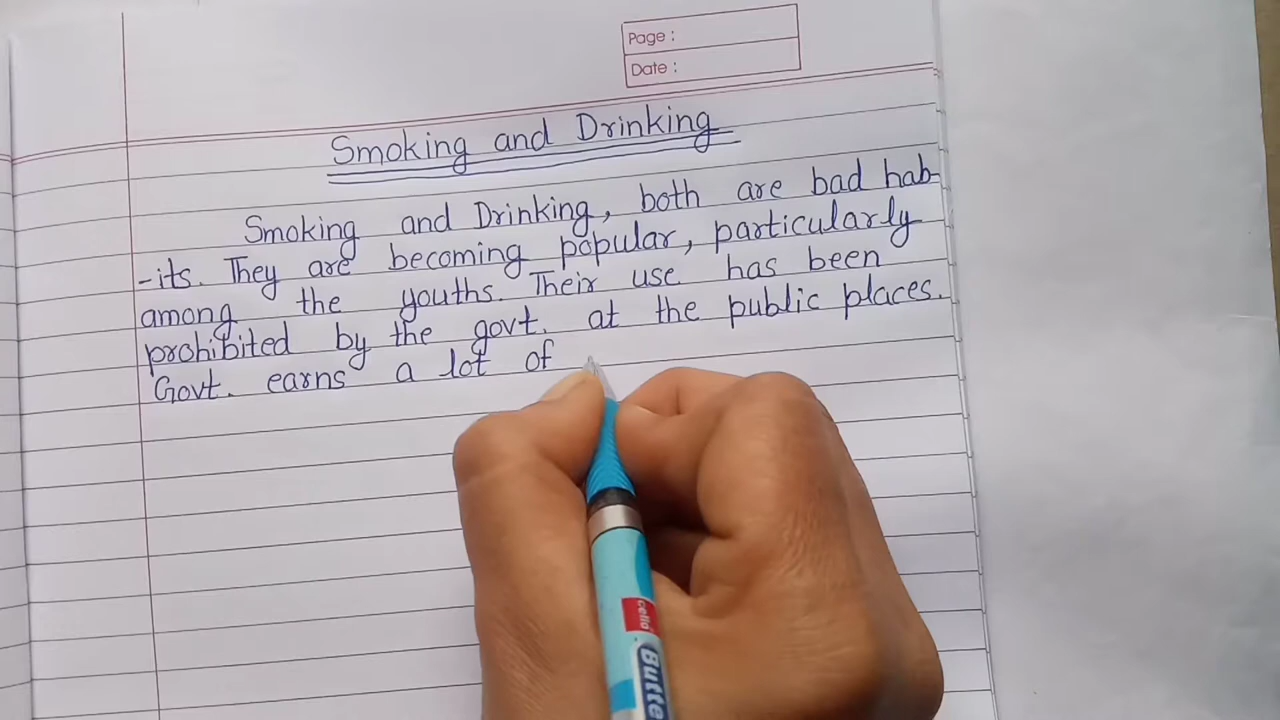 Page :
Date :
Smoking and Drinking
Smoking and Drinking, both are bad hab-
-its. They are becoming popular, particularly
among the youths. Their use has been
prohibited by the govt. at the public places.
Govt. earns a lot of
cello
Butte